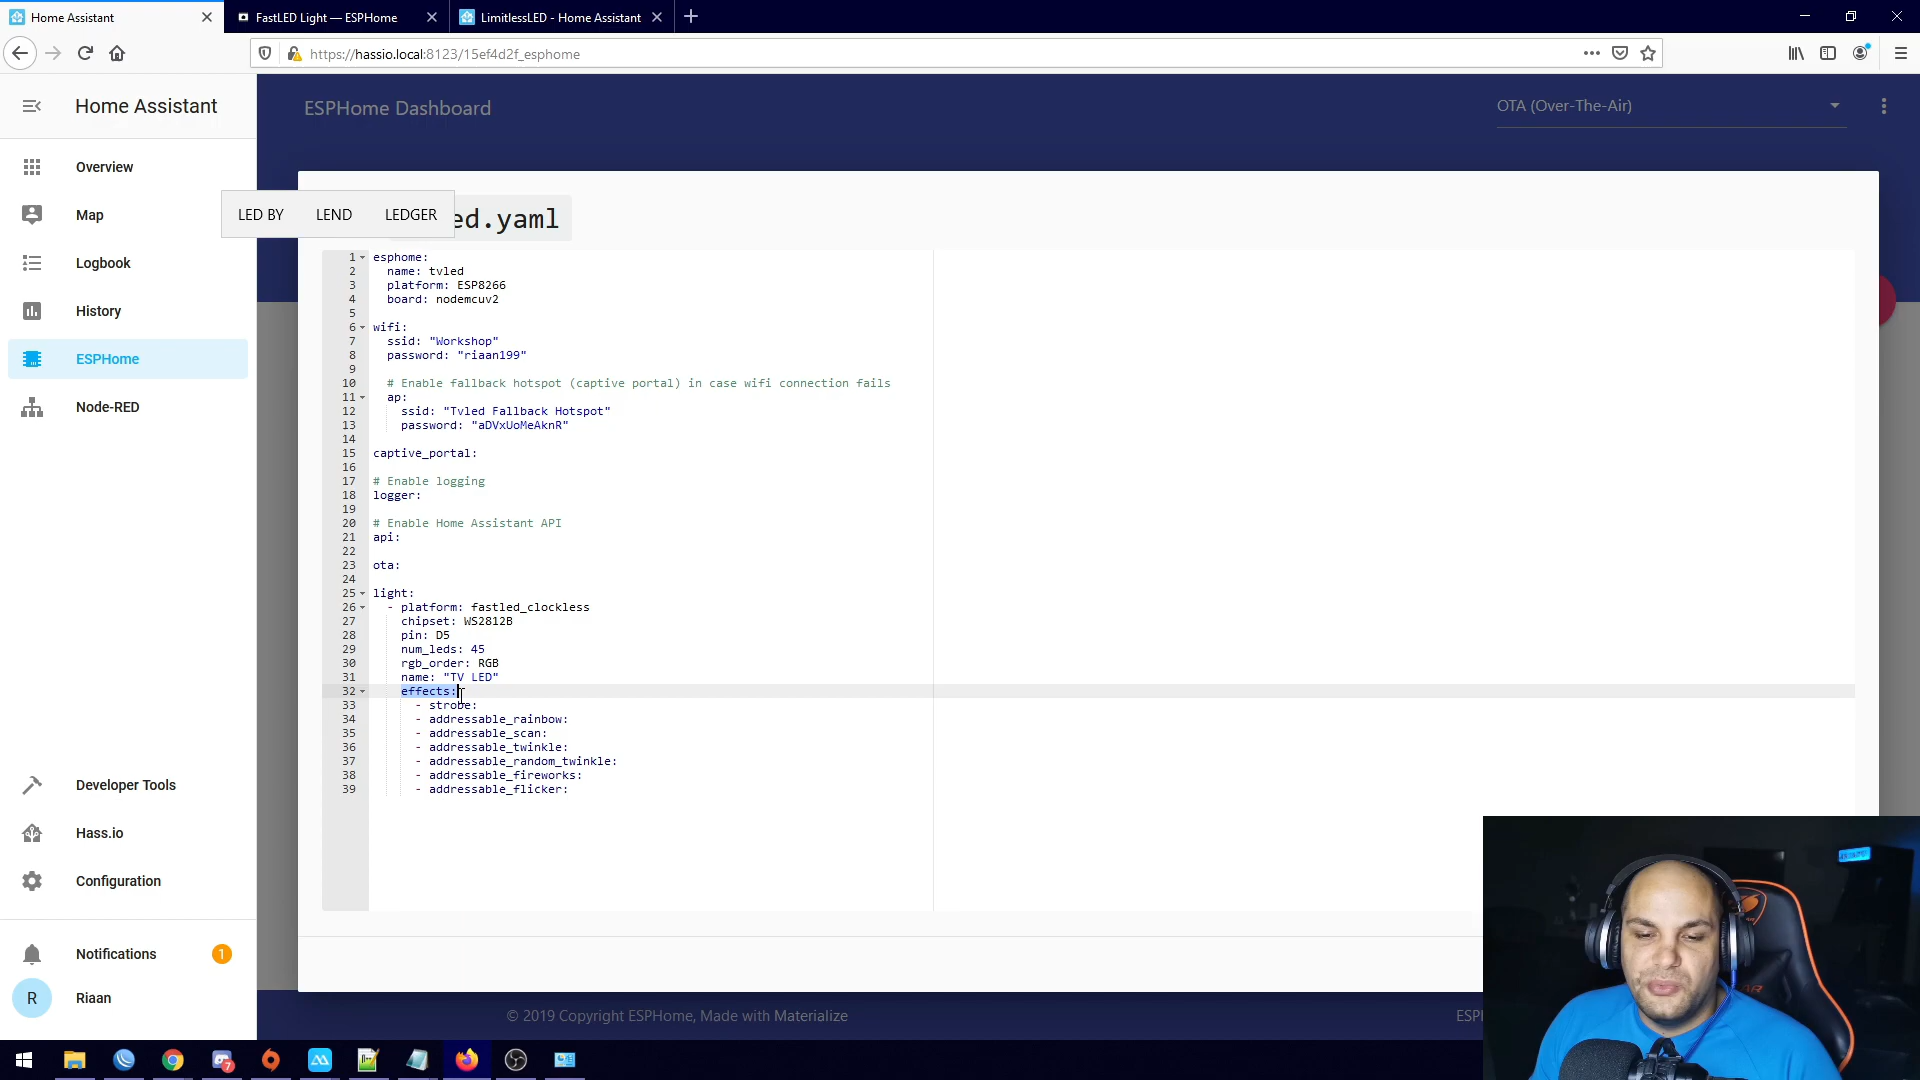 Home Assistant
FastLED Light — ESPHome
LimitlessLED - Home Assistant
https://hassio.local:8123/15ef4d2f_esphome
Home Assistant
ESPHome Dashboard
OTA (Over-The-Air)
Overview
Map
Logbook
History
ESPHome
Node-RED
Developer Tools
Hass.io
Configuration
Notifications
1
R
Riaan
LED BY LEND LEDGER
ed.yaml
1 esphome:
2 name: tvled
3 platform: ESP8266
4 board: nodemcuv2
5
6 wifi:
7 ssid: "Workshop"
8 password: "riaan199"
9
10 # Enable fallback hotspot (captive portal) in case wifi connection fails
11 ap:
12 ssid: "Tvled Fallback Hotspot"
13 password: "aDVxUoMeAknR"
14
15 captive_portal:
16
17 # Enable logging
18 logger:
19
20 # Enable Home Assistant API
21 api:
22
23 ota:
24
25 light:
26 - platform: fastled_clockless
27 chipset: WS2812B
28 pin: D5
29 num_leds: 45
30 rgb_order: RGB
31 name: "TV LED"
32 effects:
33 - strobe:
34 - addressable_rainbow:
35 - addressable_scan:
36 - addressable_twinkle:
37 - addressable_random_twinkle:
38 - addressable_fireworks:
39 - addressable_flicker:
© 2019 Copyright ESPHome, Made with Materialize
ESP
7